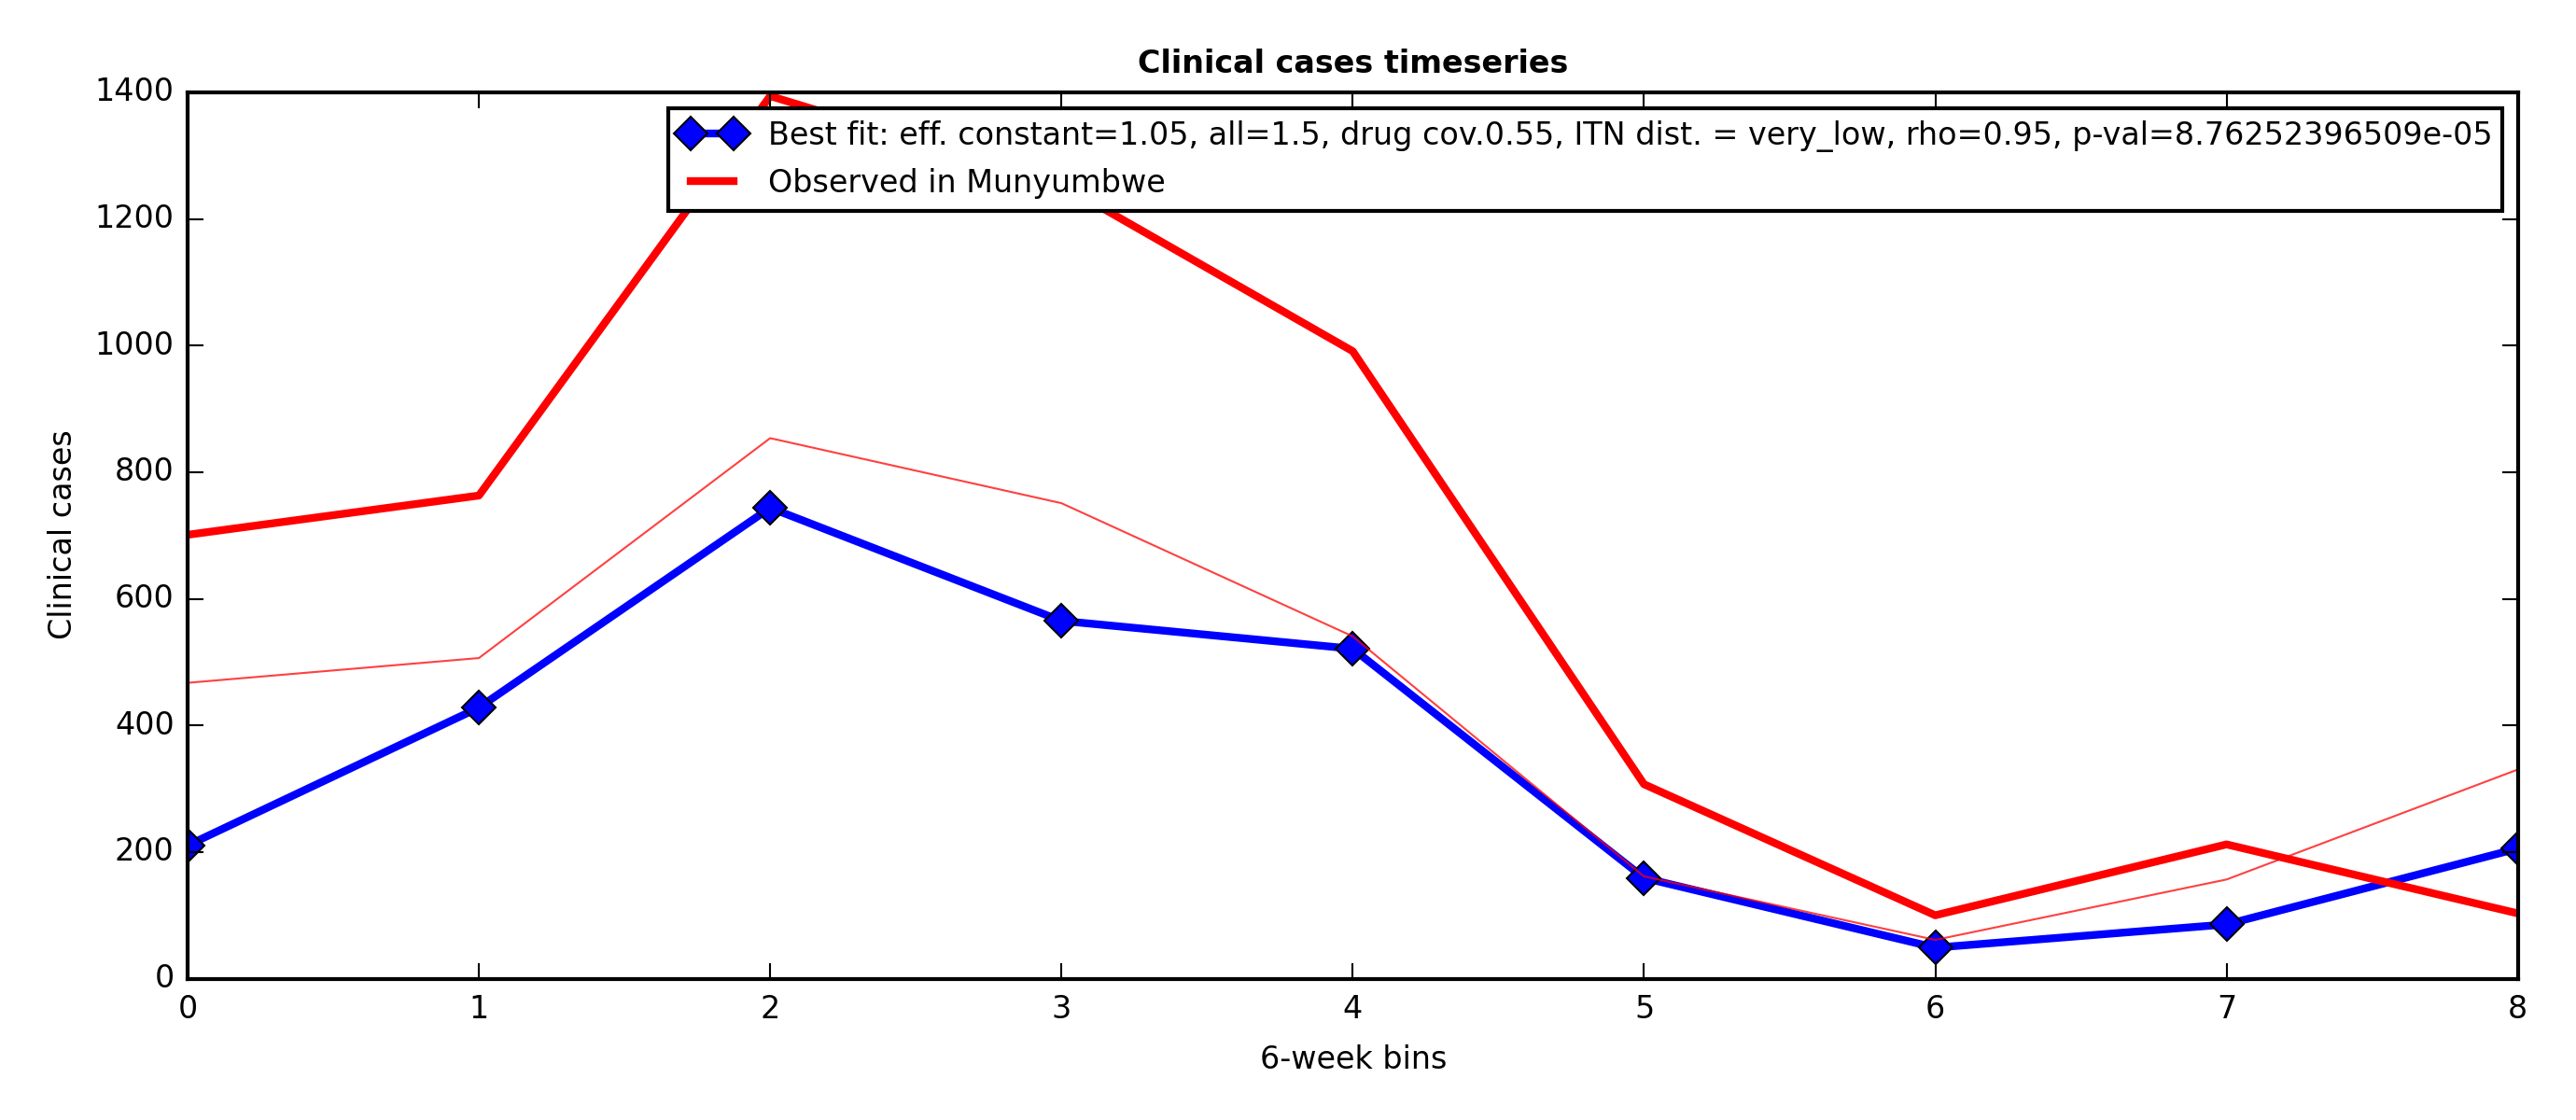 Clinical cases timeseries
1400
1200
1000
800
600
400
200
0
Clinical cases
Best fit: eff. constant=1.05, all=1.5, drug cov.0.55, ITN dist. = very_low, rho=0.95, p-val=8.76252396509e-05
Observed in Munyumbwe
0 1 2 3 4 5 6 7 8
6-week bins